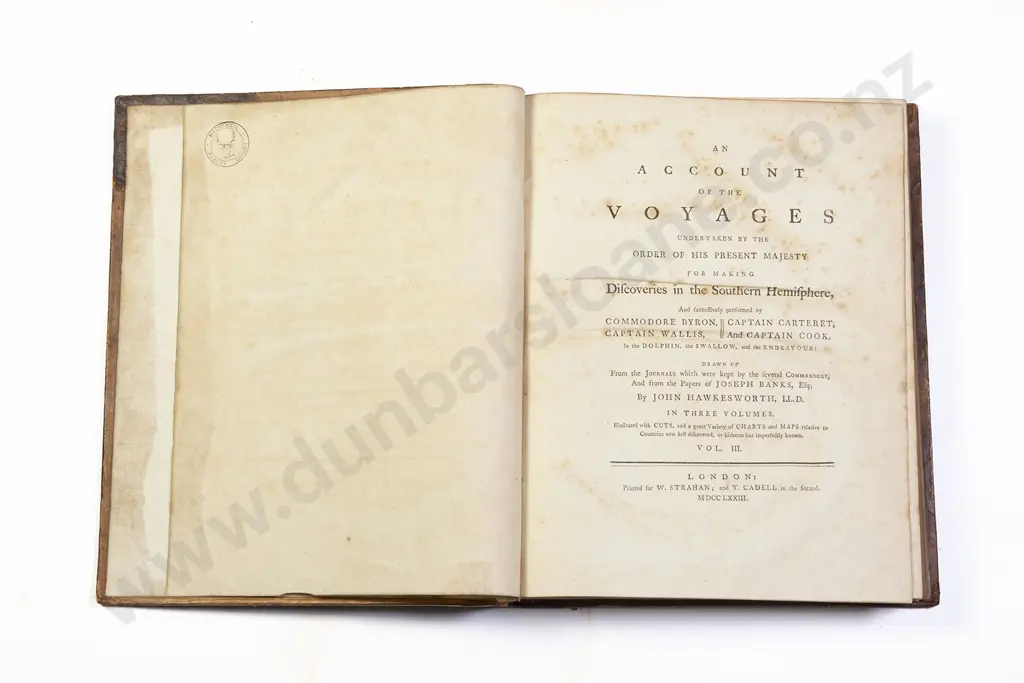 AN
ACCOUNT
OF THE
VOYAGES
UNDERTAKEN BY THE
ORDER OF HIS PRESENT MAJESTY
FOR MAKING
Diſcoveries in the Southern Hemiſphere,
And ſucceſſively performed by
COMMODORE BYRON, CAPTAIN CARTERET,
CAPTAIN WALLIS, And CAPTAIN COOK,
In the DOLPHIN, the SWALLOW, and the ENDEAVOUR:
DRAWN UP
From the JOURNALS which were kept by the ſeveral COMMANDERS,
And from the Papers of JOSEPH BANKS, Eſq;
By JOHN HAWKESWORTH, LL.D.
IN THREE VOLUMES.
Illuſtrated with CUTS, and a great Variety of CHARTS and MAPS relative to
Countries now firſt diſcovered, or hitherto but imperfectly known.
VOL. III.
LONDON:
Printed for W. STRAHAN; and T. CADELL in the Strand.
MDCCLXXIII.
www.dunbarsloane.co.nz